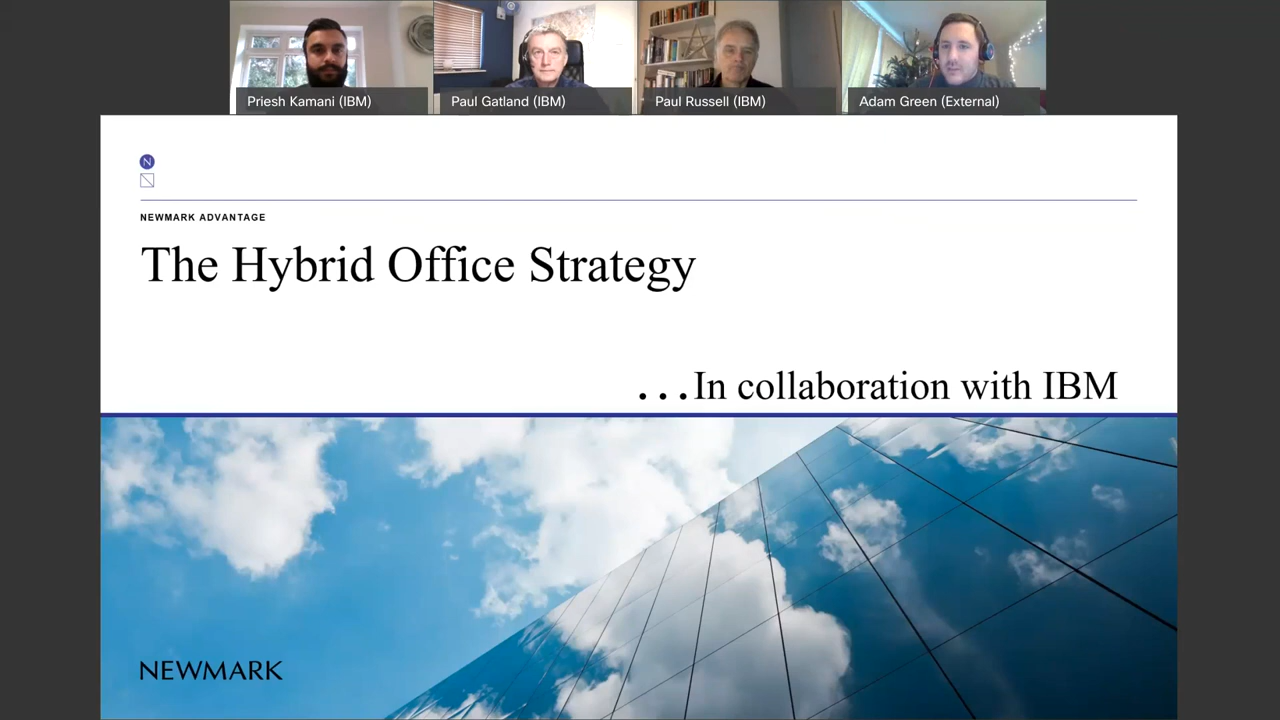 Priesh Kamani (IBM)
Paul Gatland (IBM)
Paul Russell (IBM)
Adam Green (External)
N
NEWMARK ADVANTAGE
The Hybrid Office Strategy
...In collaboration with IBM
NEWMARK